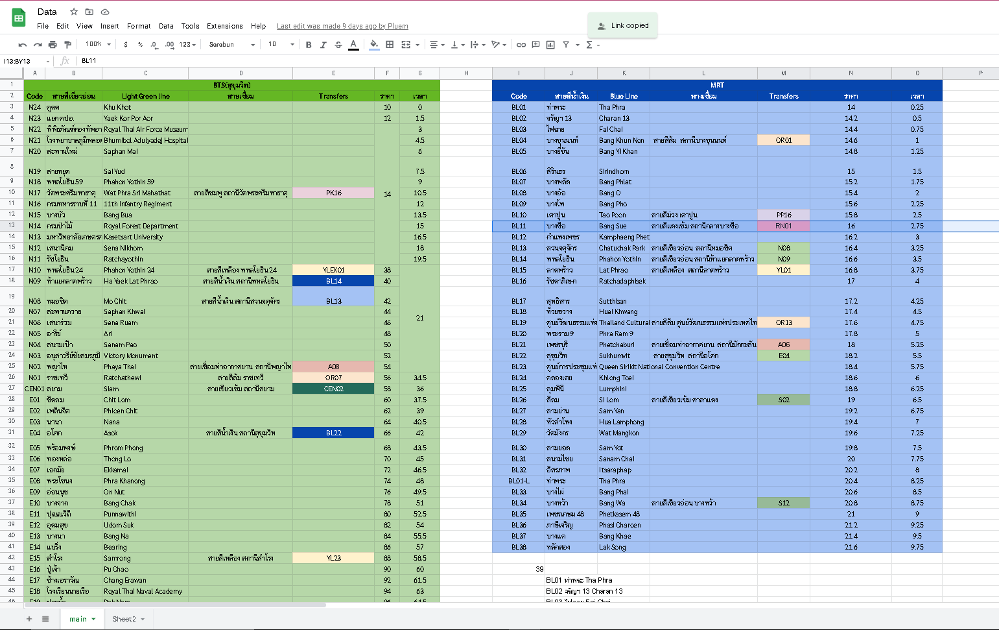 Data
Link copied
File Edit View Insert Format Data Tools Extensions Help Last edit was made 9 days ago by Pluem
100% $ % .0 .00 123 Sarabun 10 B I S A
I13:BY13 fx BL11
A B C D E F G H I J K L M N O P
1 BTS(สุขุมวิท) MRT
2 Code สายสีเขียวอ่อน Light Green line สายเชื่อม Transfers ราคา เวลา Code สายสีน้ำเงิน Blue Line ทางเชื่อม Transfers ราคา เวลา
3 N24 คูคต Khu Khot 10 0 BL01 ท่าพระ Tha Phra 14 0.25
4 N23 แยกคปอ. Yaek Kor Por Aor 12 1.5 BL02 จรัญฯ 13 Charan 13 14.2 0.5
5 N22 พิพิธภัณฑ์กองทัพอา Royal Thai Air Force Museum 3 BL03 ไฟฉาย Fai Chai 14.4 0.75
6 N21 โรงพยาบาลภูมิพลอ Bhumibol Adulyadej Hospital 4.5 BL04 บางขุนนนท์ Bang Khun Non สายสีส้ม สถานีบางขุนนนท์ OR01 14.6 1
7 N20 สะพานใหม่ Saphan Mai 6 BL05 บางยี่ขัน Bang Yi Khan 14.8 1.25
8 N19 สายหยุด Sai Yud 7.5 BL06 สิรินธร Sirindhorn 15 1.5
9 N18 พหลโยธิน 59 Phahon Yothin 59 9 BL07 บางพลัด Bang Phlat 15.2 1.75
10 N17 วัดพระศรีมหาธาตุ Wat Phra Sri Mahathat สายสีชมพู สถานีวัดพระศรีมหาธาตุ PK16 14 10.5 BL08 บางอ้อ Bang O 15.4 2
11 N16 กรมทหารราบที่ 11 11th Infantry Regiment 12 BL09 บางโพ Bang Pho 15.6 2.25
12 N15 บางบัว Bang Bua 13.5 BL10 เตาปูน Tao Poon สายสีม่วง เตาปูน PP16 15.8 2.5
13 N14 กรมป่าไม้ Royal Forest Department 15 BL11 บางซื่อ Bang Sue สายสีแดงเข้ม สถานีกลางบางซื่อ RN01 16 2.75
14 N13 มหาวิทยาลัยเกษตร Kasetsart University 16.5 BL12 กำแพงเพชร Kamphaeng Phet 16.2 3
15 N12 เสนานิคม Sena Nikhom 18 BL13 สวนจตุจักร Chatuchak Park สายสีเขียวอ่อน สถานีหมอชิต N08 16.4 3.25
16 N11 รัชโยธิน Ratchayothin 19.5 BL14 พหลโยธิน Phahon Yothin สายสีเขียวอ่อน สถานีห้าแยกลาดพร้าว N09 16.6 3.5
17 N10 พหลโยธิน 24 Phahon Yothin 24 สายสีเหลือง พหลโยธิน 24 YLEX01 38 BL15 ลาดพร้าว Lat Phrao สายสีเหลือง สถานีลาดพร้าว YL01 16.8 3.75
18 N09 ห้าแยกลาดพร้าว Ha Yaek Lat Phrao สายสีน้ำเงิน สถานีพหลโยธิน BL14 40 BL16 รัชดาภิเษก Ratchadaphisek 17 4
19 N08 หมอชิต Mo Chit สายสีน้ำเงิน สถานีสวนจตุจักร BL13 42 BL17 สุทธิสาร Sutthisan 17.2 4.25
20 N07 สะพานควาย Saphan Khwai 44 BL18 ห้วยขวาง Huai Khwang 17.4 4.5
21 N06 เสนาร่วม Sena Ruam 46 21 BL19 ศูนย์วัฒนธรรมแห่ง Thailand Cultural สายสีส้ม ศูนย์วัฒนธรรมแห่งประเทศไท OR13 17.6 4.75
22 N05 อารีย์ Ari 48 BL20 พระราม 9 Phra Ram 9 17.8 5
23 N04 สนามเป้า Sanam Pao 50 BL21 เพชรบุรี Phetchaburi สายเชื่อมท่าอากาศยาน สถานีมักกะสัน A06 18 5.25
24 N03 อนุสาวรีย์ชัยสมรภูมิ Victory Monument 52 BL22 สุขุมวิท Sukhumvit สายสุขุมวิท สถานีอโศก E04 18.2 5.5
25 N02 พญาไท Phaya Thai สายเชื่อมท่าอากาศยาน สถานีพญาไท A08 54 BL23 ศูนย์การประชุมแห่ Queen Sirikit National Convention Centre 18.4 5.75
26 N01 ราชเทวี Ratchathewi สายสีส้ม ราชเทวี OR07 56 34.5 BL24 คลองเตย Khlong Toei 18.6 6
27 CEN01 สยาม Siam สายเขียวเข้ม สถานีสยาม CEN02 58 36 BL25 ลุมพินี Lumphini 18.8 6.25
28 E01 ชิดลม Chit Lom 60 37.5 BL26 สีลม Si Lom สายสีเขียวเข้ม ศาลาแดง S02 19 6.5
29 E02 เพลินจิต Phloen Chit 62 39 BL27 สามย่าน Sam Yan 19.2 6.75
30 E03 นานา Nana 64 40.5 BL28 หัวลำโพง Hua Lamphong 19.4 7
31 E04 อโศก Asok สายสีน้ำเงิน สถานีสุขุมวิท BL22 66 42 BL29 วัดมังกร Wat Mangkon 19.6 7.25
32 E05 พร้อมพงษ์ Phrom Phong 68 43.5 BL30 สามยอด Sam Yot 19.8 7.5
33 E06 ทองหล่อ Thong Lo 70 45 BL31 สนามไชย Sanam Chai 20 7.75
34 E07 เอกมัย Ekkamai 72 46.5 BL32 อิสรภาพ Itsaraphap 20.2 8
35 E08 พระโขนง Phra Khanong 74 48 BL01-L ท่าพระ Tha Phra 20.4 8.25
36 E09 อ่อนนุช On Nut 76 49.5 BL33 บางไผ่ Bang Phai 20.6 8.5
37 E10 บางจาก Bang Chak 78 51 BL34 บางหว้า Bang Wa สายสีเขียวอ่อน บางหว้า S12 20.8 8.75
38 E11 ปุณณวิถี Punnawithi 80 52.5 BL35 เพชรเกษม 48 Phetkasem 48 21 9
39 E12 อุดมสุข Udom Suk 82 54 BL36 ภาษีเจริญ Phasi Charoen 21.2 9.25
40 E13 บางนา Bang Na 84 55.5 BL37 บางแค Bang Khae 21.4 9.5
41 E14 แบริ่ง Bearing 86 57 BL38 หลักสอง Lak Song 21.6 9.75
42 E15 สำโรง Samrong สายสีเหลือง สถานีสำโรง YL23 88 58.5
43 E16 ปู่เจ้า Pu Chao 90 60 39
44 E17 ช้างเอราวัณ Chang Erawan 92 61.5 BL01 ท่าพระ Tha Phra
45 E18 โรงเรียนนายเรือ Royal Thai Naval Academy 94 63 BL02 จรัญฯ 13 Charan 13
main Sheet2